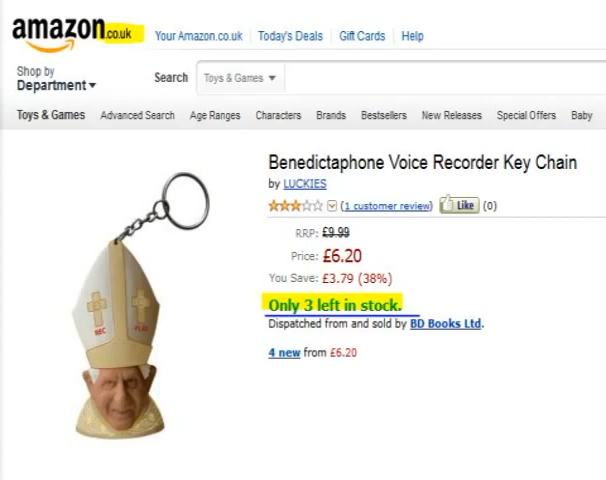 amazon.co.uk
Your Amazon.co.uk Today's Deals Gift Cards Help
Shop by
Department
Search Toys & Games
Toys & Games Advanced Search Age Ranges Characters Brands Bestsellers New Releases Special Offers Baby
Benedictaphone Voice Recorder Key Chain
by LUCKIES
(1 customer review) Like (0)
RRP: £9.99
Price: £6.20
You Save: £3.79 (38%)
Only 3 left in stock.
Dispatched from and sold by BD Books Ltd.
4 new from £6.20
REC PLAY